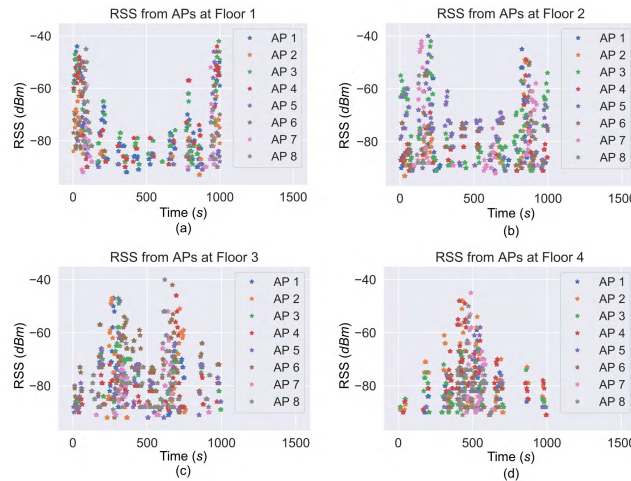 RSS from APs at Floor 1
−40
−60
−80
RSS (dBm)
0
500
1000
1500
Time (s)
(a)
AP 1
AP 2
AP 3
AP 4
AP 5
AP 6
AP 7
AP 8
RSS from APs at Floor 2
−40
−60
−80
RSS (dBm)
0
500
1000
1500
Time (s)
(b)
AP 1
AP 2
AP 3
AP 4
AP 5
AP 6
AP 7
AP 8
RSS from APs at Floor 3
−40
−60
−80
RSS (dBm)
0
500
1000
1500
Time (s)
(c)
AP 1
AP 2
AP 3
AP 4
AP 5
AP 6
AP 7
AP 8
RSS from APs at Floor 4
−40
−60
−80
RSS (dBm)
0
500
1000
1500
Time (s)
(d)
AP 1
AP 2
AP 3
AP 4
AP 5
AP 6
AP 7
AP 8